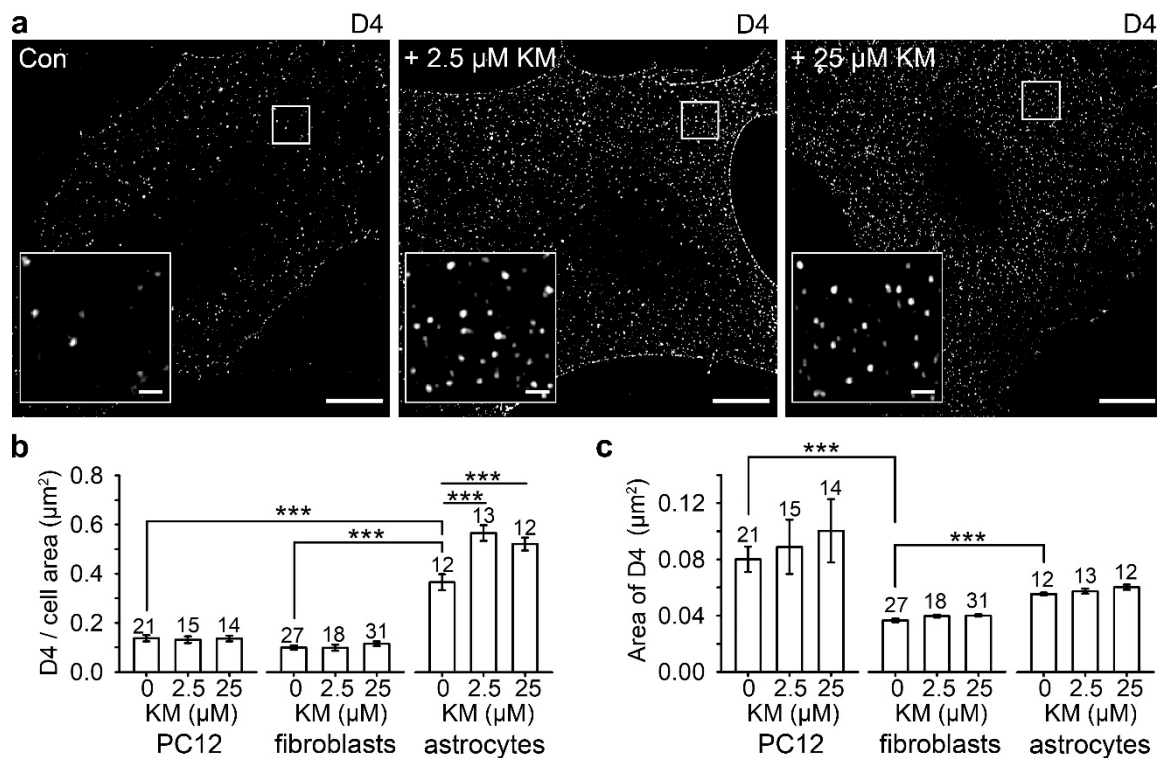 a
D4
D4
D4
Con
+ 2.5 µM KM
+ 25 µM KM
b
D4 / cell area (µm²)
0.8
0.6
0.4
0.2
0.0
***
***
***
***
21
15
14
27
18
31
12
13
12
0 2.5 25
0 2.5 25
0 2.5 25
KM (µM)
KM (µM)
KM (µM)
PC12
fibroblasts
astrocytes
c
Area of D4 (µm²)
0.12
0.08
0.04
0.00
***
***
21
15
14
27
18
31
12
13
12
0 2.5 25
0 2.5 25
0 2.5 25
KM (µM)
KM (µM)
KM (µM)
PC12
fibroblasts
astrocytes